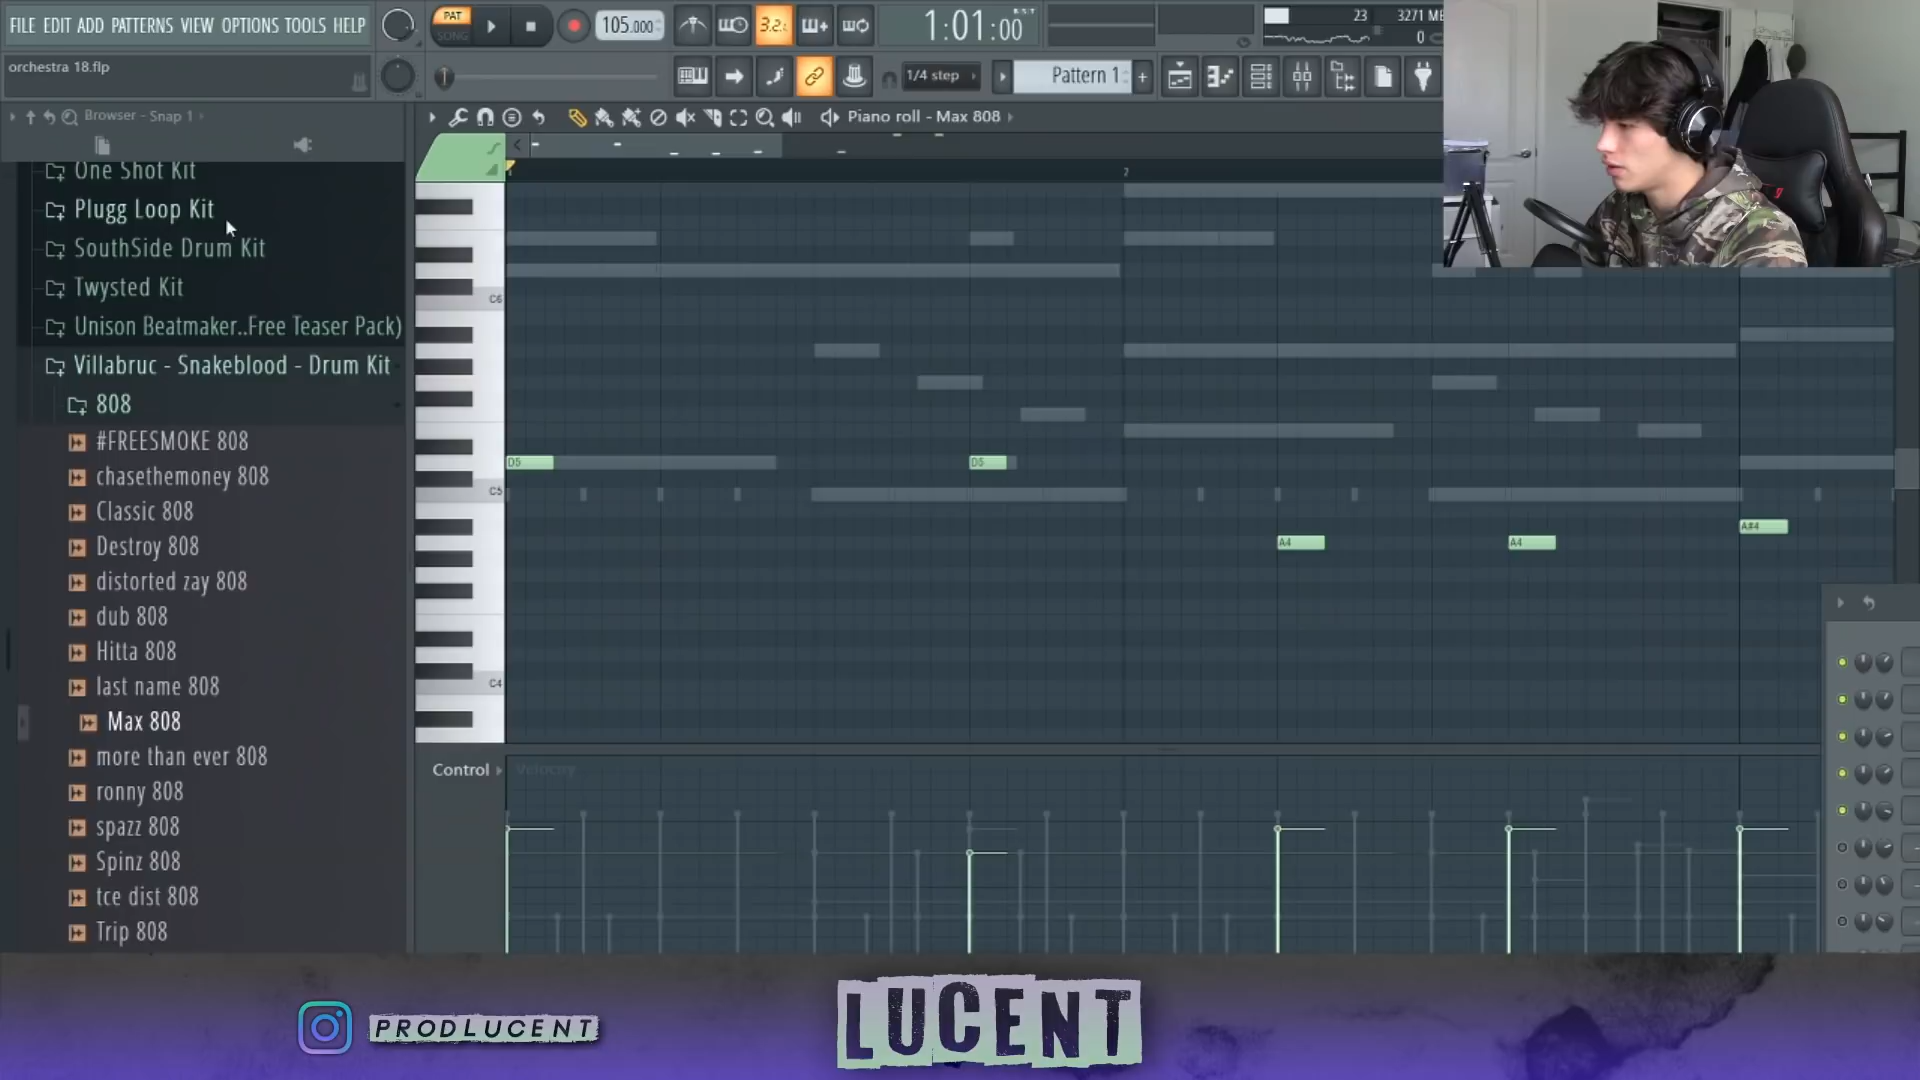 FILE EDIT ADD PATTERNS VIEW OPTIONS TOOLS HELP
PAT
SONG
105.000
3.2.
1:01:00
23
3271 MB
0
orchestra 18.flp
1/4 step
Pattern 1
+
Browser - Snap 1
Piano roll - Max 808
One Shot Kit
Plugg Loop Kit
SouthSide Drum Kit
Twysted Kit
Unison Beatmaker..Free Teaser Pack)
Villabruc - Snakeblood - Drum Kit
808
#FREESMOKE 808
chasethemoney 808
Classic 808
Destroy 808
distorted zay 808
dub 808
Hitta 808
last name 808
Max 808
more than ever 808
ronny 808
spazz 808
Spinz 808
tce dist 808
Trip 808
2
C6
C5
C4
D5
D5
A4
A4
A#4
Control
Velocity
PRODLUCENT
LUCENT